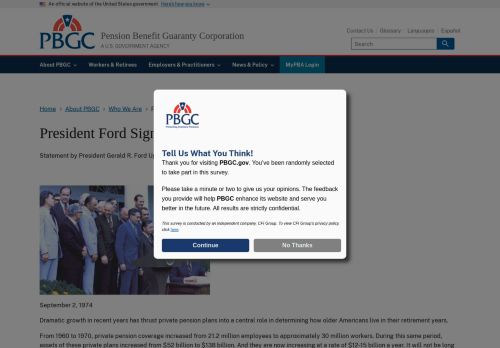 An official website of the United States government Here's how you know
PBGC
Pension Benefit Guaranty Corporation
A U.S. GOVERNMENT AGENCY
Contact Us Glossary Languages Español
Search
About PBGC Workers & Retirees Employers & Practitioners News & Policy MyPBA Login
Home › About PBGC › Who We Are ›
President Ford Sign
Statement by President Gerald R. Ford Up
PBGC
Protecting America's Pensions
Tell Us What You Think!
Thank you for visiting PBGC.gov. You've been randomly selected
to take part in this survey.
Please take a minute or two to give us your opinions. The feedback
you provide will help PBGC enhance its website and serve you
better in the future. All results are strictly confidential.
This survey is conducted by an independent company, CFI Group. To view CFI Group's privacy policy
click here.
Continue No Thanks
September 2, 1974
Dramatic growth in recent years has thrust private pension plans into a central role in determining how older Americans live in their retirement years.
From 1960 to 1970, private pension coverage increased from 21.2 million employees to approximately 30 million workers. During this same period,
assets of these private plans increased from $52 billion to $138 billion. And they are now increasing at a rate of $12-15 billion a year. It will not be long